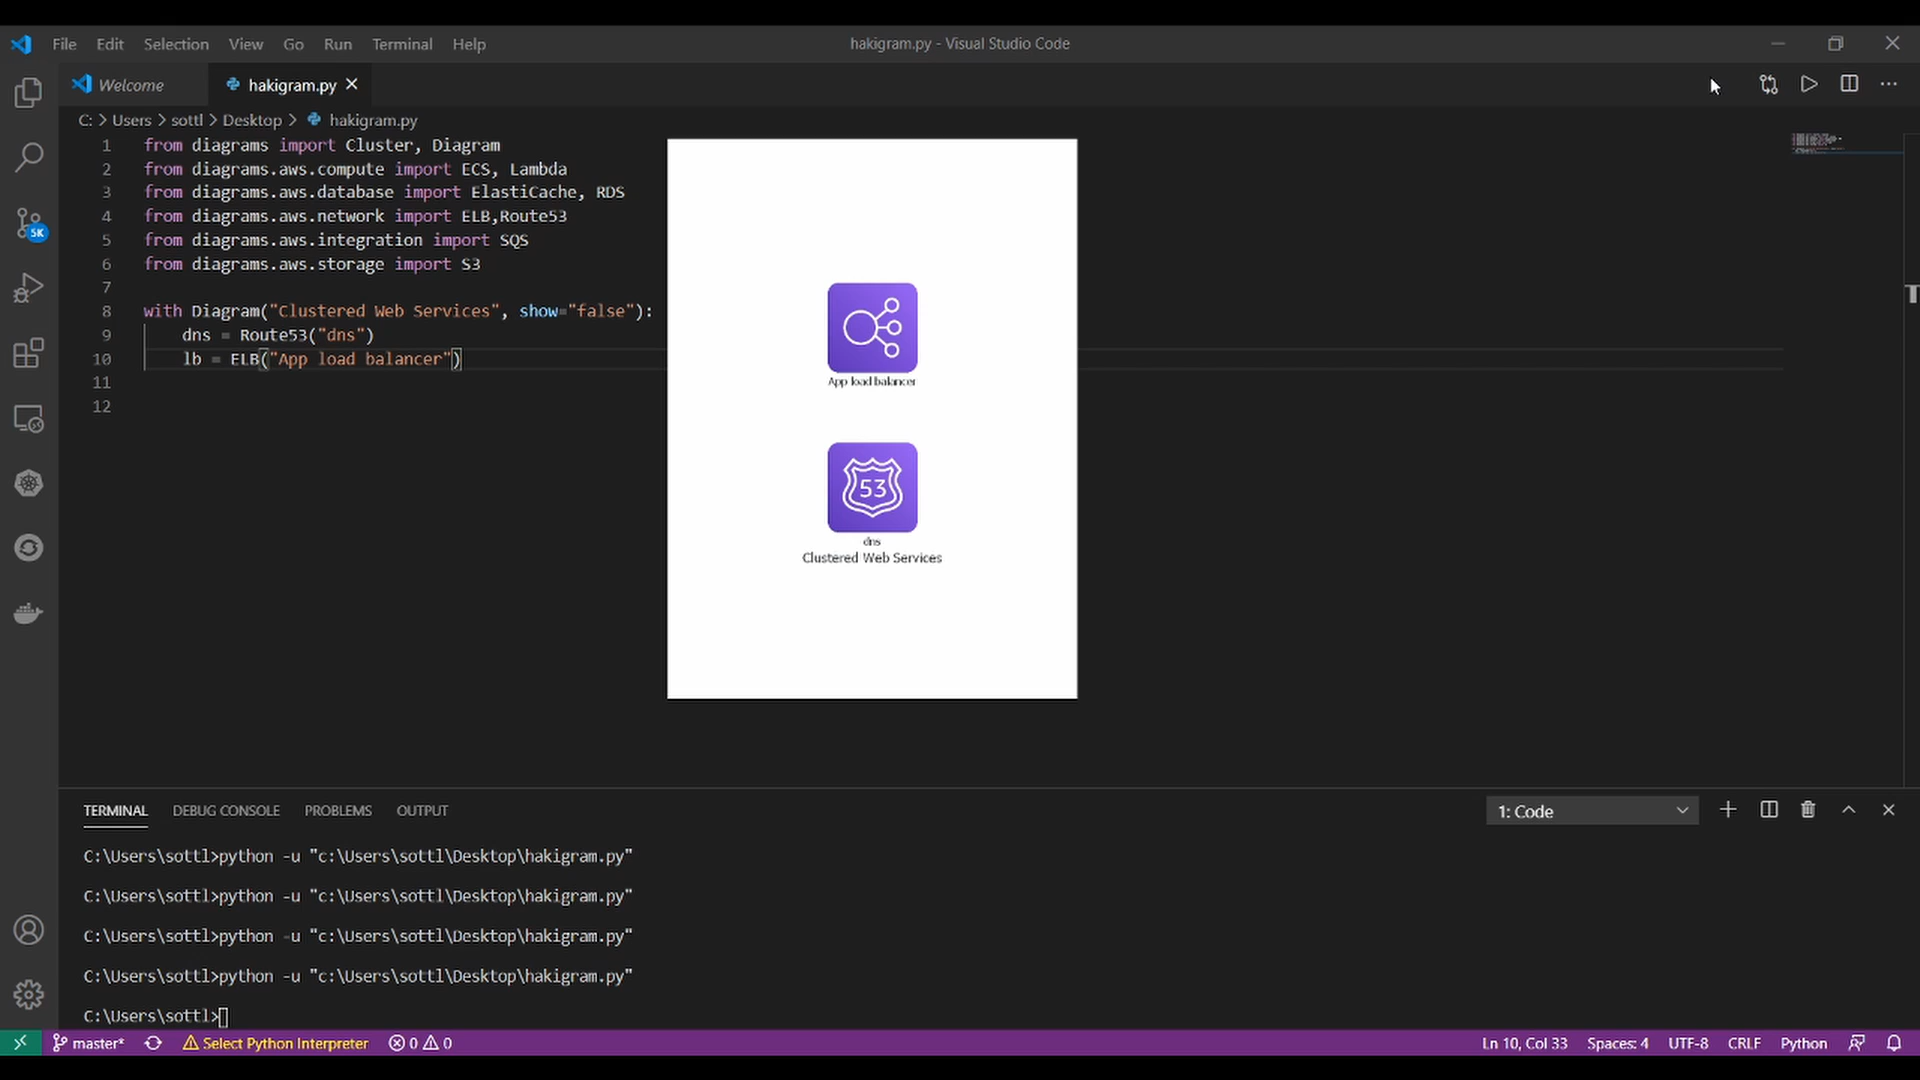 File Edit Selection View Go Run Terminal Help
hakigram.py - Visual Studio Code
Welcome
hakigram.py
C: > Users > sottl > Desktop > hakigram.py
1 from diagrams import Cluster, Diagram
2 from diagrams.aws.compute import ECS, Lambda
3 from diagrams.aws.database import ElastiCache, RDS
4 from diagrams.aws.network import ELB,Route53
5 from diagrams.aws.integration import SQS
6 from diagrams.aws.storage import S3
7
8 with Diagram("Clustered Web Services", show="false"):
9 dns = Route53("dns")
10 lb = ELB("App load balancer")
11
12
App load balancer
53
dns
Clustered Web Services
5K
TERMINAL DEBUG CONSOLE PROBLEMS OUTPUT
1: Code
C:\Users\sottl>python -u "c:\Users\sottl\Desktop\hakigram.py"
C:\Users\sottl>python -u "c:\Users\sottl\Desktop\hakigram.py"
C:\Users\sottl>python -u "c:\Users\sottl\Desktop\hakigram.py"
C:\Users\sottl>python -u "c:\Users\sottl\Desktop\hakigram.py"
C:\Users\sottl>
master* Select Python Interpreter 0 0
Ln 10, Col 33 Spaces: 4 UTF-8 CRLF Python